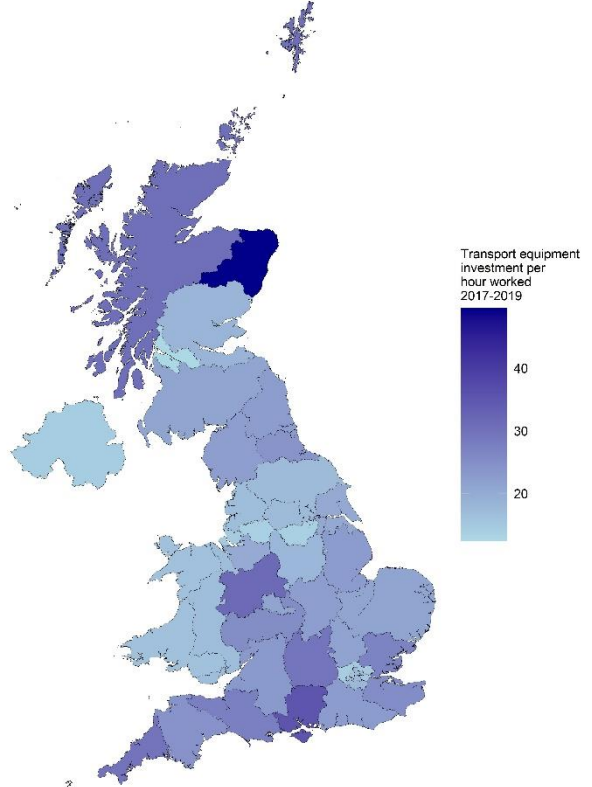 Transport equipment
investment per
hour worked
2017-2019
40
30
20